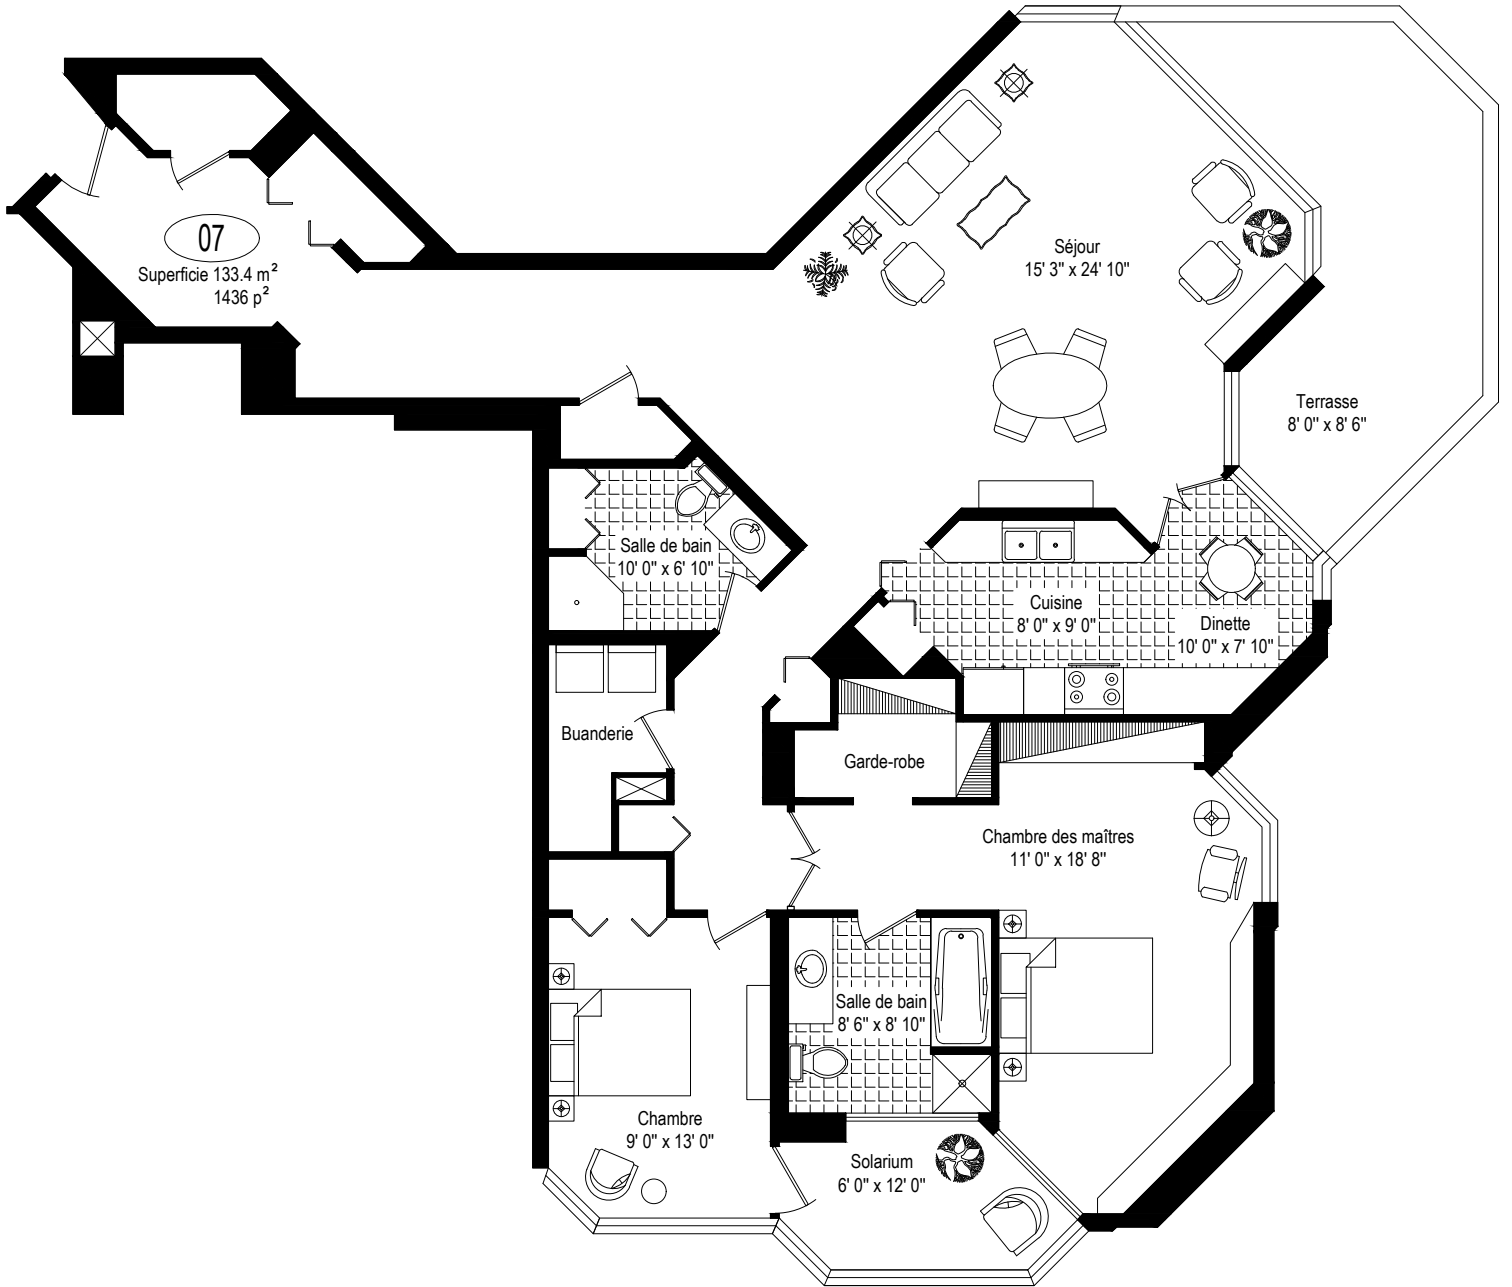 07
Superficie 133.4 m²
1436 p²
Séjour
15' 3" x 24' 10"
Terrasse
8' 0" x 8' 6"
Salle de bain
10' 0" x 6' 10"
Cuisine
8' 0" x 9' 0"
Dinette
10' 0" x 7' 10"
Buanderie
Garde-robe
Chambre des maîtres
11' 0" x 18' 8"
Salle de bain
8' 6" x 8' 10"
Chambre
9' 0" x 13' 0"
Solarium
6' 0" x 12' 0"